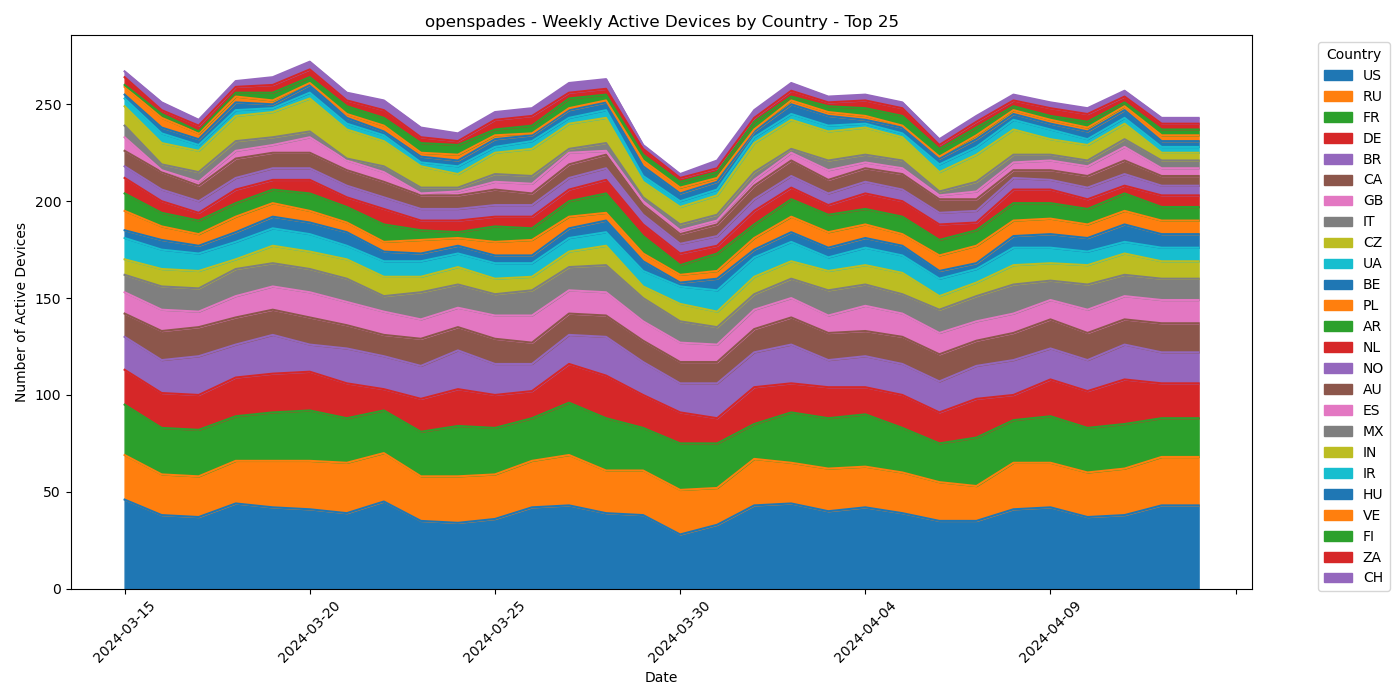 openspades - Weekly Active Devices by Country - Top 25
Number of Active Devices
250
200
150
100
50
0
2024-03-15
2024-03-20
2024-03-25
2024-03-30
2024-04-04
2024-04-09
Date
Country
US
RU
FR
DE
BR
CA
GB
IT
CZ
UA
BE
PL
AR
NL
NO
AU
ES
MX
IN
IR
HU
VE
FI
ZA
CH